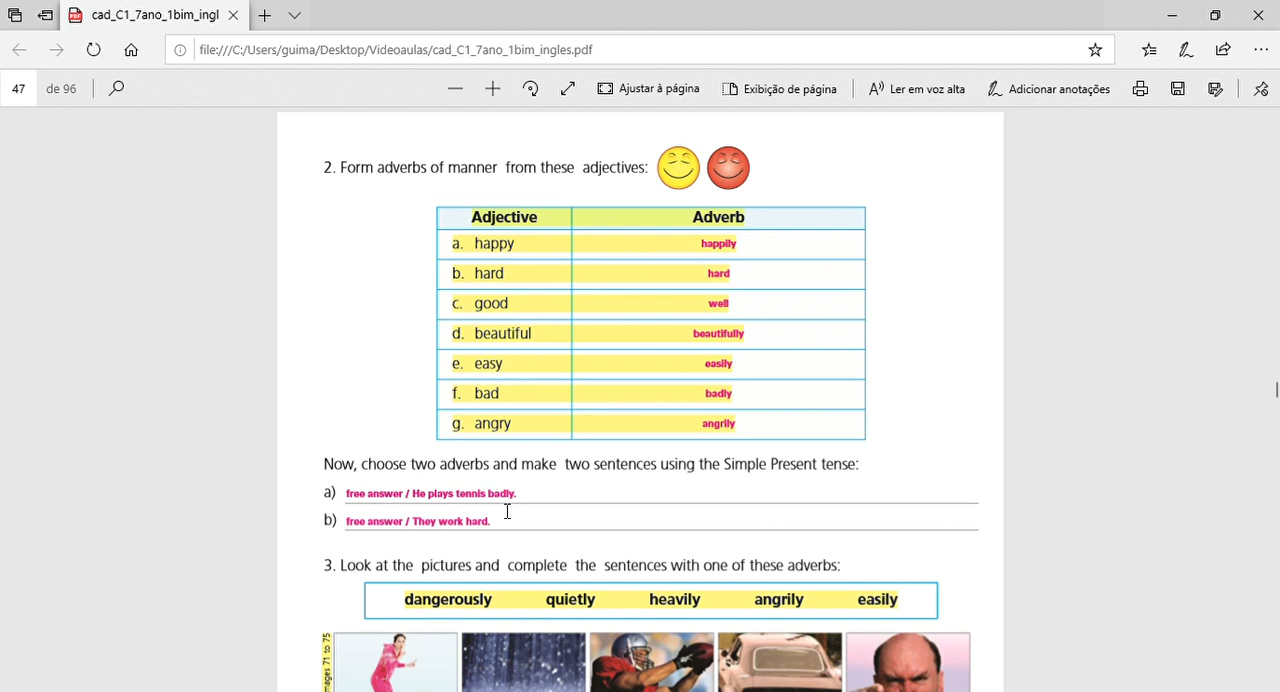 cad_C1_7ano_1bim_ingl
file:///C:/Users/guima/Desktop/Videoaulas/cad_C1_7ano_1bim_ingles.pdf
47 de 96 Ajustar à página Exibição de página Ler em voz alta Adicionar anotações
2. Form adverbs of manner from these adjectives:
Adjective Adverb
a. happy happily
b. hard hard
c. good well
d. beautiful beautifully
e. easy easily
f. bad badly
g. angry angrily
Now, choose two adverbs and make two sentences using the Simple Present tense:
a) free answer / He plays tennis badly.
b) free answer / They work hard.
3. Look at the pictures and complete the sentences with one of these adverbs:
dangerously quietly heavily angrily easily
mages 71 to 75